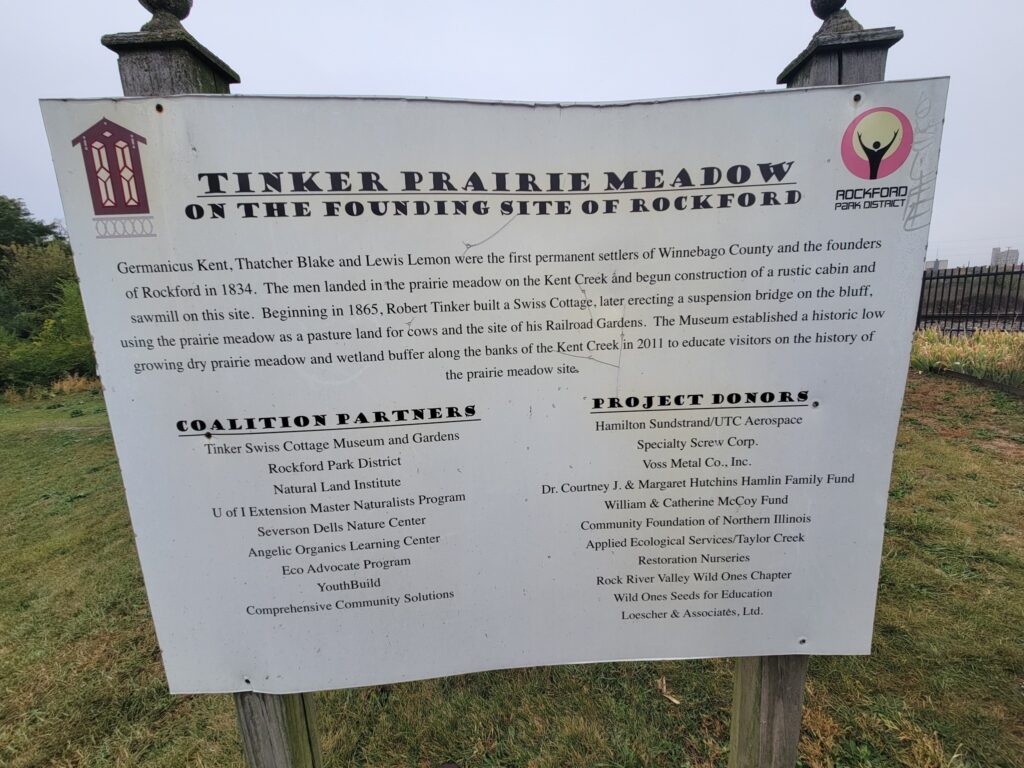 TINKER PRAIRIE MEADOW
ON THE FOUNDING SITE OF ROCKFORD
ROCKFORD
PARK DISTRICT
Germanicus Kent, Thatcher Blake and Lewis Lemon were the first permanent settlers of Winnebago County and the founders
of Rockford in 1834. The men landed in the prairie meadow on the Kent Creek and begun construction of a rustic cabin and
sawmill on this site. Beginning in 1865, Robert Tinker built a Swiss Cottage, later erecting a suspension bridge on the bluff,
using the prairie meadow as a pasture land for cows and the site of his Railroad Gardens. The Museum established a historic low
growing dry prairie meadow and wetland buffer along the banks of the Kent Creek in 2011 to educate visitors on the history of
the prairie meadow site.
COALITION PARTNERS
Tinker Swiss Cottage Museum and Gardens
Rockford Park District
Natural Land Institute
U of I Extension Master Naturalists Program
Severson Dells Nature Center
Angelic Organics Learning Center
Eco Advocate Program
YouthBuild
Comprehensive Community Solutions
PROJECT DONORS
Hamilton Sundstrand/UTC Aerospace
Specialty Screw Corp.
Voss Metal Co., Inc.
Dr. Courtney J. & Margaret Hutchins Hamlin Family Fund
William & Catherine McCoy Fund
Community Foundation of Northern Illinois
Applied Ecological Services/Taylor Creek
Restoration Nurseries
Rock River Valley Wild Ones Chapter
Wild Ones Seeds for Education
Loescher & Associates, Ltd.